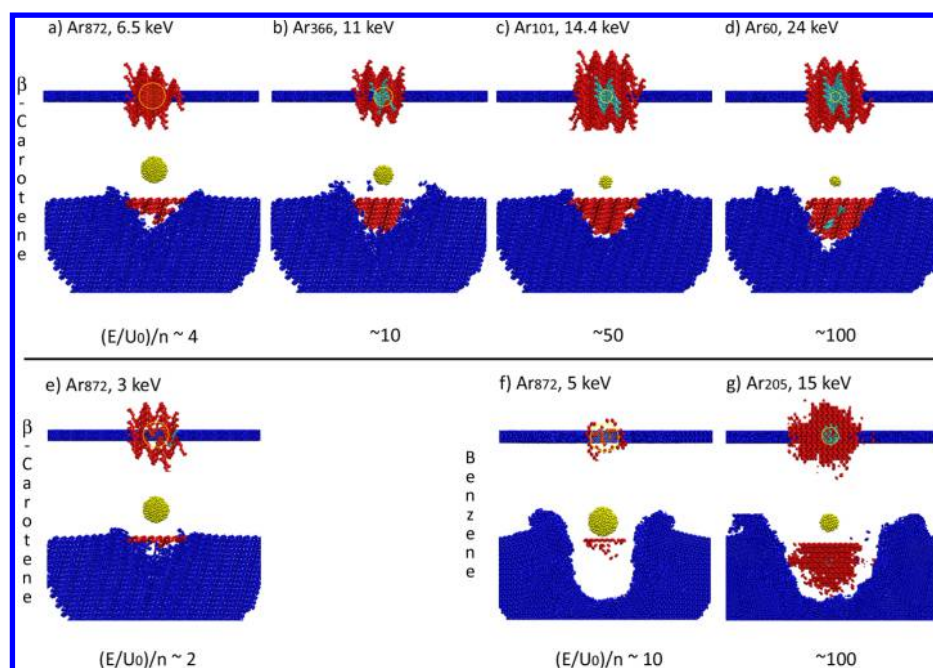 a) Ar872, 6.5 keV
b) Ar366, 11 keV
c) Ar101, 14.4 keV
d) Ar60, 24 keV
β-Carotene
(E/U0)/n ~ 4
~10
~50
~100
e) Ar872, 3 keV
f) Ar872, 5 keV
g) Ar205, 15 keV
β-Carotene
Benzene
(E/U0)/n ~ 2
(E/U0)/n ~ 10
~100